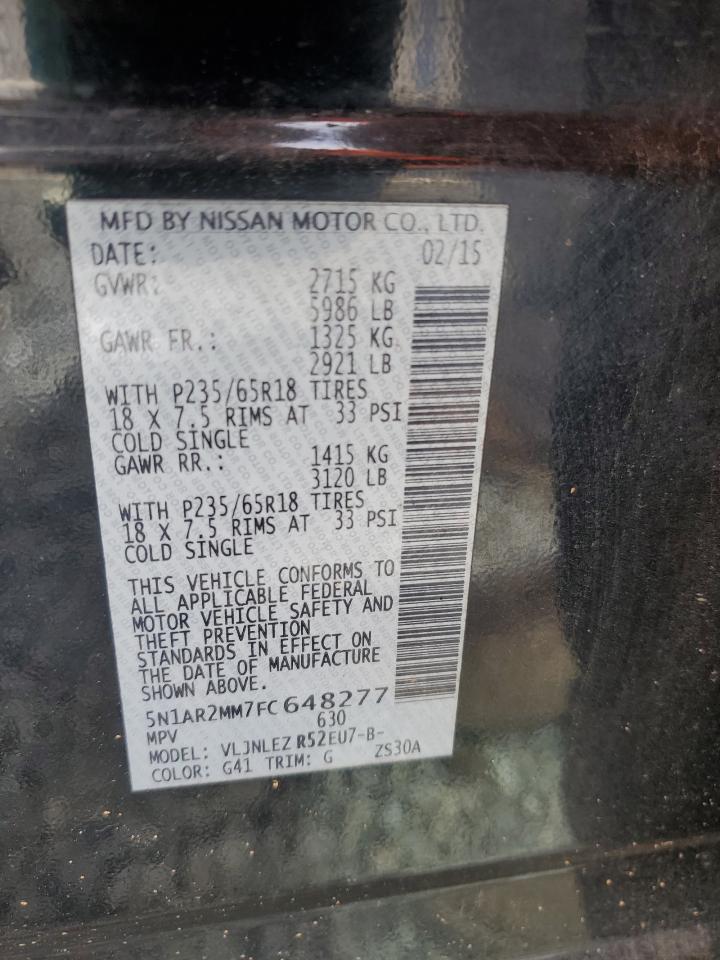 MFD BY NISSAN MOTOR CO., LTD.
DATE: 02/15
GVWR: 2715 KG
5986 LB
GAWR FR.: 1325 KG
2921 LB
WITH P235/65R18 TIRES
18 X 7.5 RIMS AT 33 PSI
COLD SINGLE
GAWR RR.: 1415 KG
3120 LB
WITH P235/65R18 TIRES
18 X 7.5 RIMS AT 33 PSI
COLD SINGLE
THIS VEHICLE CONFORMS TO
ALL APPLICABLE FEDERAL
MOTOR VEHICLE SAFETY AND
THEFT PREVENTION
STANDARDS IN EFFECT ON
THE DATE OF MANUFACTURE
SHOWN ABOVE.
5N1AR2MM7FC648277
MPV 630
MODEL: VLJNLEZ R52EU7-B-
COLOR: G41 TRIM: G ZS30A